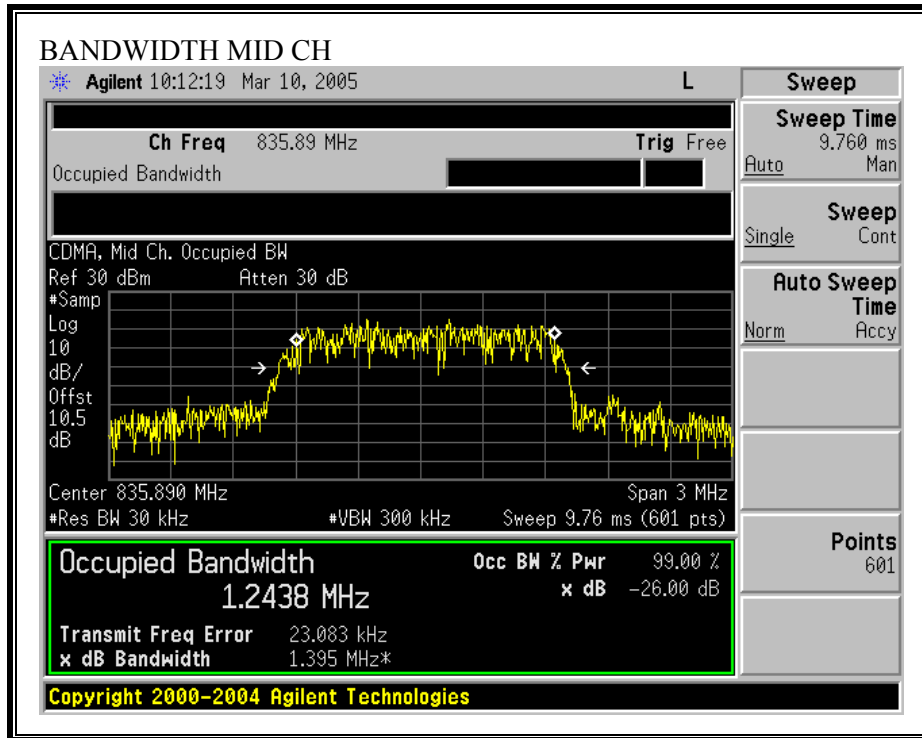 BANDWIDTH MID CH
Agilent 10:12:19 Mar 10, 2005 L
Sweep
Ch Freq 835.89 MHz Trig Free
Occupied Bandwidth
Sweep Time
9.760 ms
Auto Man
Sweep
Single Cont
Auto Sweep
Time
Norm Accy
Points
601
CDMA, Mid Ch. Occupied BW
Ref 30 dBm Atten 30 dB
#Samp
Log
10
dB/
Offst
10.5
dB
Center 835.890 MHz Span 3 MHz
#Res BW 30 kHz #VBW 300 kHz Sweep 9.76 ms (601 pts)
Occupied Bandwidth Occ BW % Pwr 99.00 %
1.2438 MHz x dB -26.00 dB
Transmit Freq Error 23.083 kHz
x dB Bandwidth 1.395 MHz*
Copyright 2000-2004 Agilent Technologies